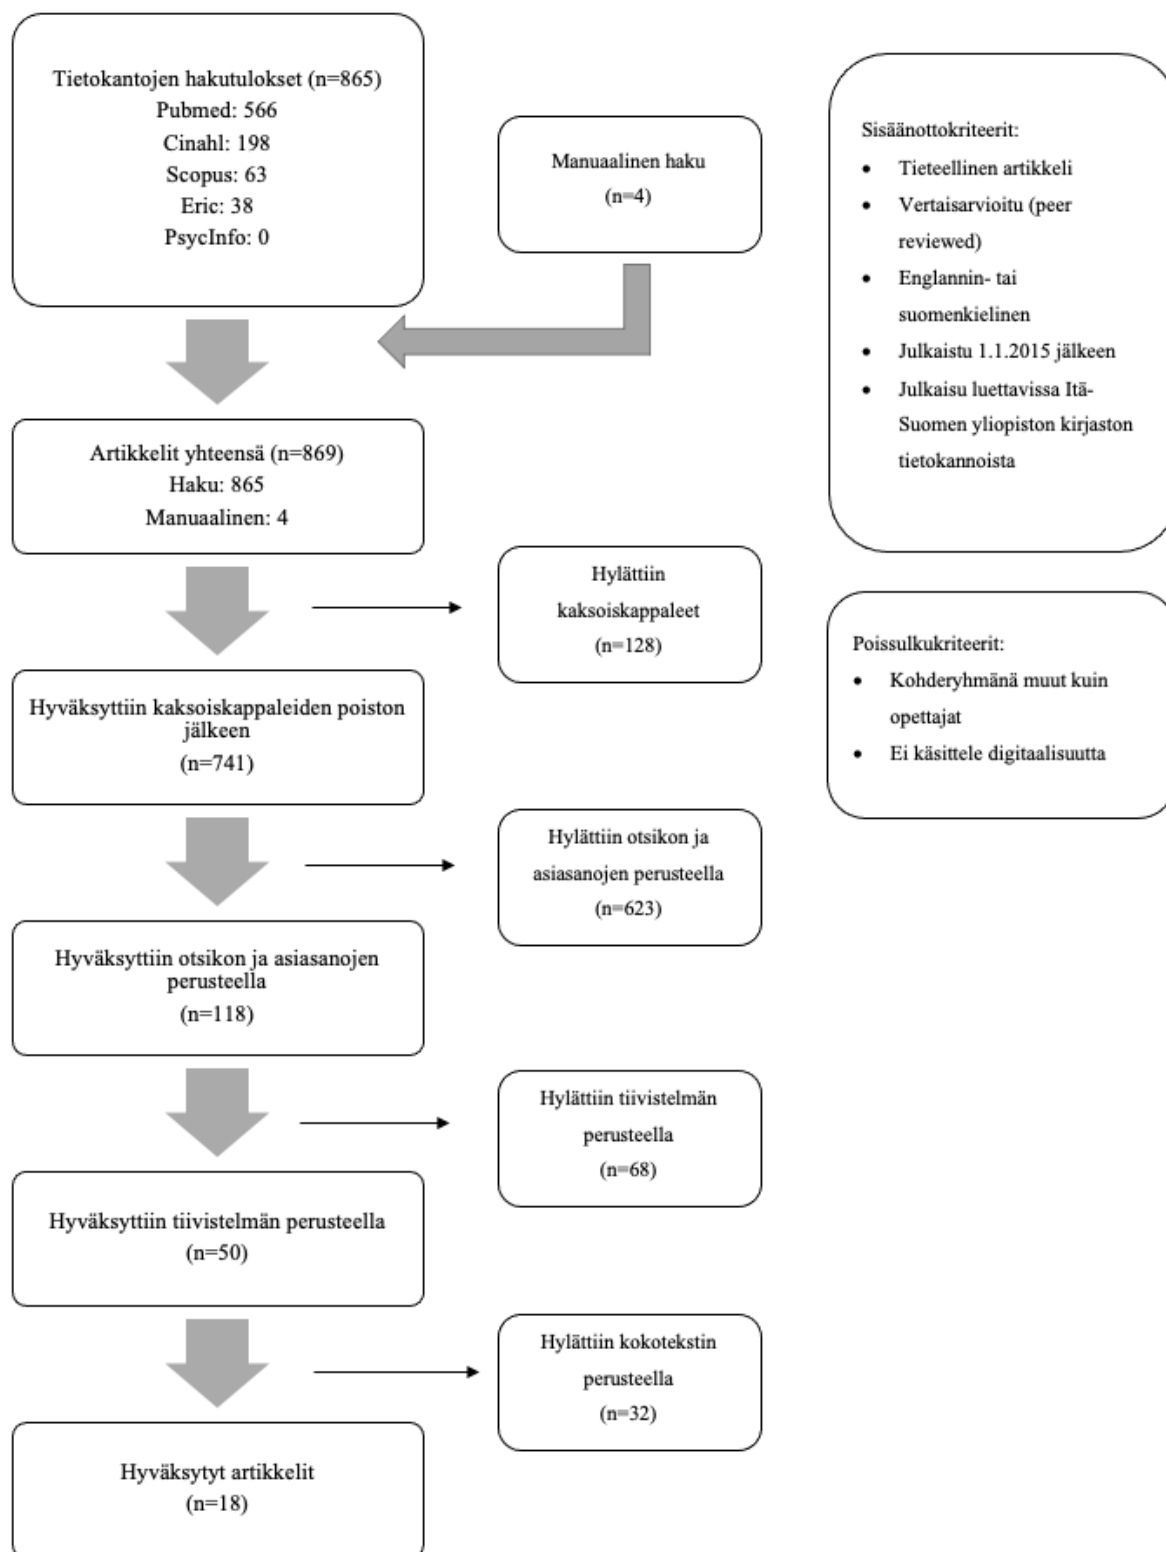 Tietokantojen hakutulokset (n=865)
Pubmed: 566
Cinahl: 198
Scopus: 63
Eric: 38
PsycInfo: 0
Manuaalinen haku
(n=4)
Artikkelit yhteensä (n=869)
Haku: 865
Manuaalinen: 4
Hylättiin
kaksoiskappaleet
(n=128)
Hyväksyttiin kaksoiskappaleiden poiston
jälkeen
(n=741)
Hylättiin otsikon ja
asiasanojen perusteella
(n=623)
Hyväksyttiin otsikon ja asiasanojen
perusteella
(n=118)
Hylättiin tiivistelmän
perusteella
(n=68)
Hyväksyttiin tiivistelmän perusteella
(n=50)
Hylättiin kokotekstin
perusteella
(n=32)
Hyväksytyt artikkelit
(n=18)
Sisäänottokriteerit:
• Tieteellinen artikkeli
• Vertaisarvioitu (peer
reviewed)
• Englannin- tai
suomenkielinen
• Julkaistu 1.1.2015 jälkeen
• Julkaisu luettavissa Itä-
Suomen yliopiston kirjaston
tietokannoista
Poissulkukriteerit:
• Kohderyhmänä muut kuin
opettajat
• Ei käsittele digitaalisuutta